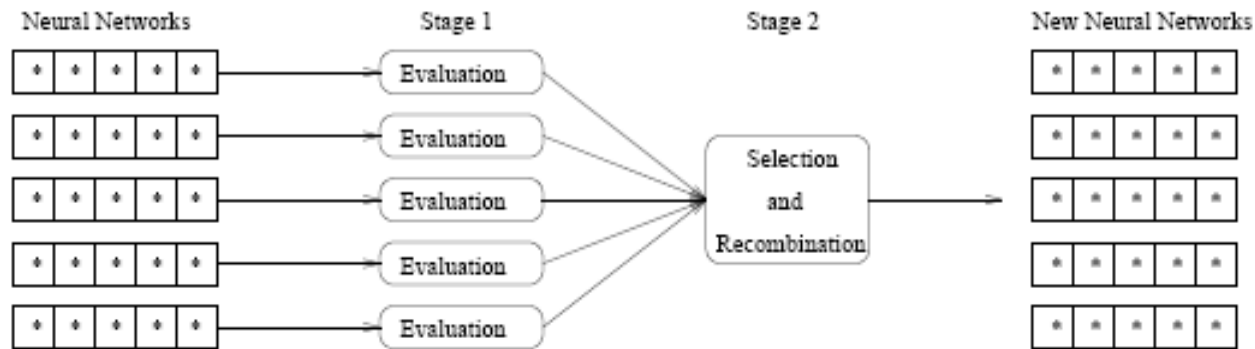 Neural Networks Stage 1 Stage 2 New Neural Networks
* * * * * Evaluation * * * * *
* * * * * Evaluation * * * * *
Selection
* * * * * Evaluation and * * * * *
Recombination
* * * * * Evaluation * * * * *
* * * * * Evaluation * * * * *